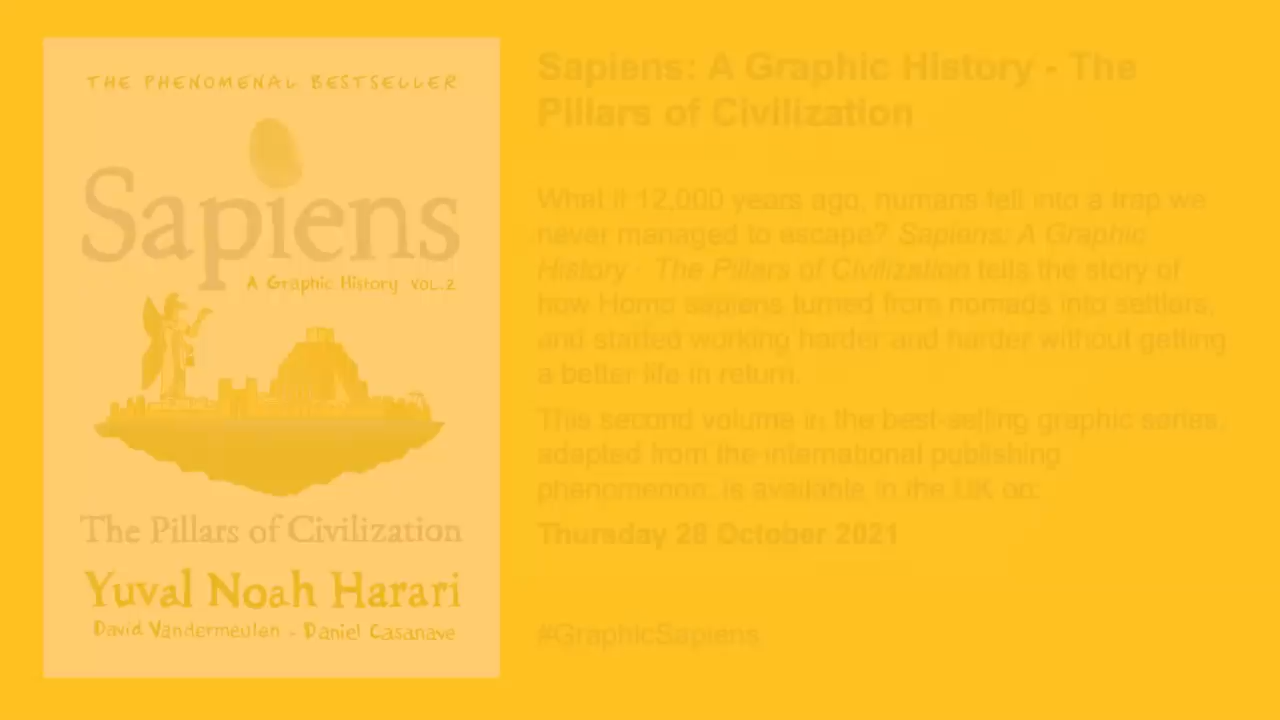 THE PHENOMENAL BESTSELLER
Sapiens
A Graphic History VOL.2
The Pillars of Civilization
Yuval Noah Harari
David Vandermeulen - Daniel Casanave
Sapiens: A Graphic History - The
Pillars of Civilization
What if 12,000 years ago, humans fell into a trap we
never managed to escape? Sapiens: A Graphic
History - The Pillars of Civilization tells the story of
how Homo sapiens turned from nomads into settlers,
and started working harder and harder without getting
a better life in return.
This second volume in the best-selling graphic series,
adapted from the international publishing
phenomenon, is available in the UK on:
Thursday 28 October 2021
#GraphicSapiens